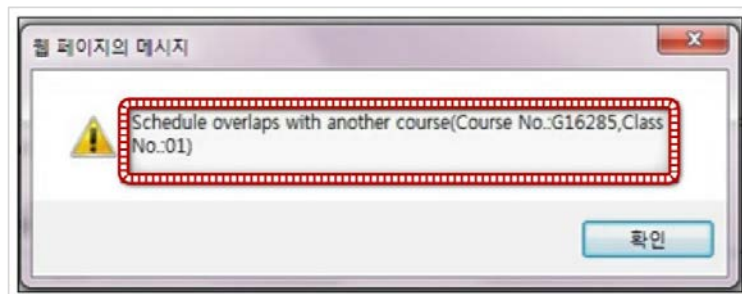 웹 페이지의 메시지
Schedule overlaps with another course(Course No.:G16285,Class
No.:01)
확인